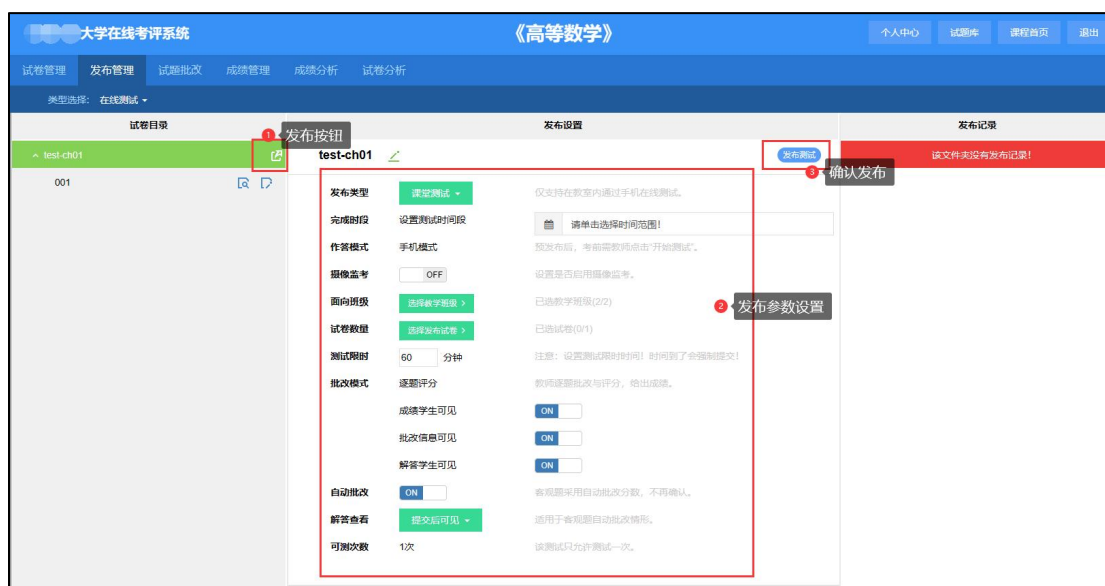 大学在线考评系统
《高等数学》
个人中心 试题库 课程首页 退出
试卷管理 发布管理 试题批改 成绩管理 成绩分析 试卷分析
类型选择: 在线测试
试卷目录 发布设置 发布记录
1 发布按钮
test-ch01 test-ch01 发布测试 该文件夹没有发布记录!
3 确认发布
001
发布类型 课堂测试 仅支持在教室内通过手机在线测试。
完成时段 设置测试时间段 请单击选择时间范围!
作答模式 手机模式 预发布后，考前需教师点击“开始测试”。
摄像监考 OFF 设置是否启用摄像监考。
面向班级 选择教学班级 > 已选教学班级(2/2)
2 发布参数设置
试卷数量 选择发布试卷 > 已选试卷(0/1)
测试限时 60 分钟 注意：设置测试限时时间！时间到了会强制提交！
批改模式 逐题评分 教师逐题批改与评分，给出成绩。
成绩学生可见 ON
批改信息可见 ON
解答学生可见 ON
自动批改 ON 客观题采用自动批改分数，不再确认。
解答查看 提交后可见 适用于客观题自动批改情形。
可测次数 1次 该测试只允许测试一次。